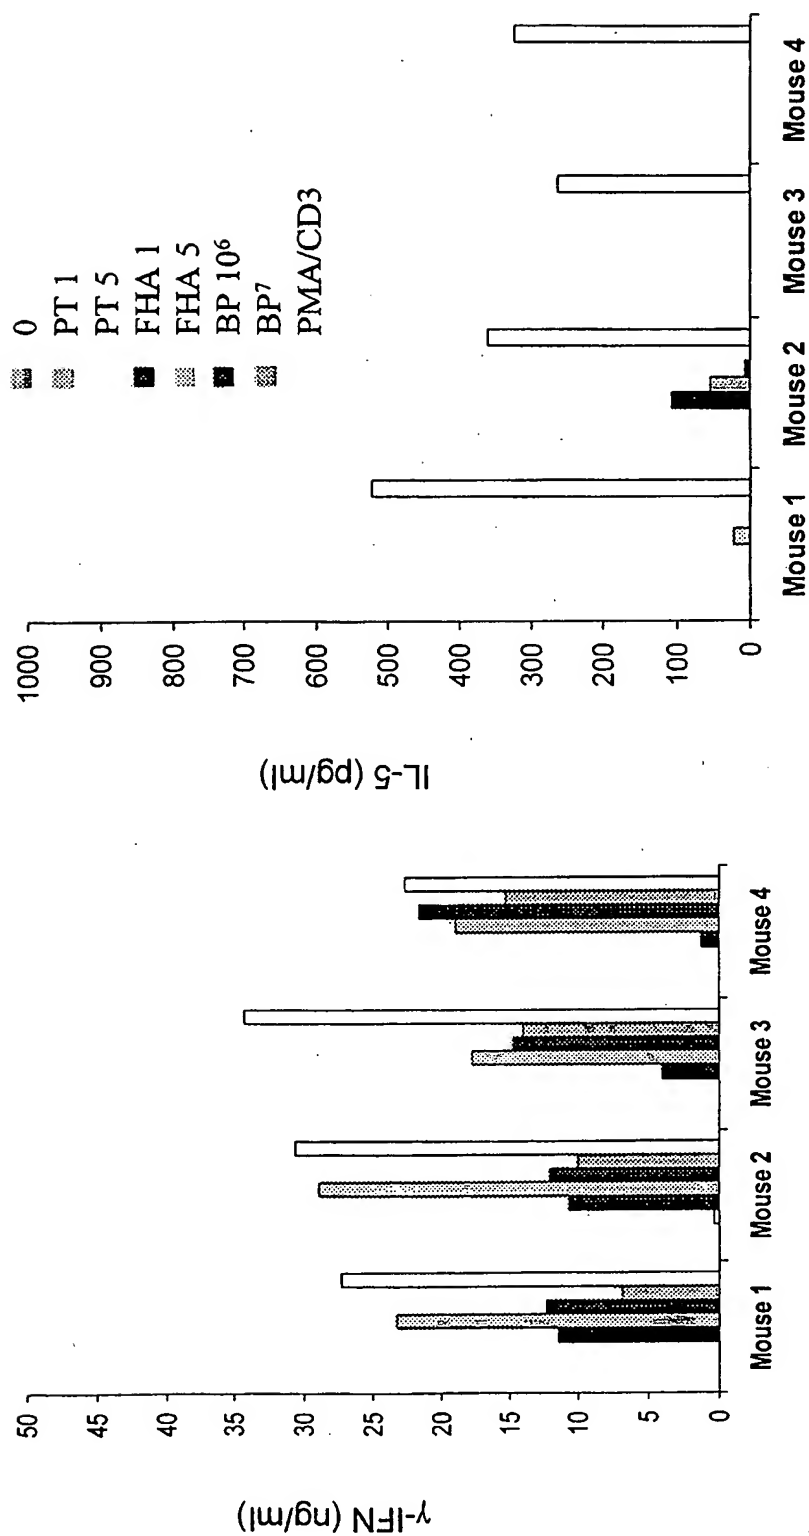 γ-IFN (ng/ml)
50
45
40
35
30
25
20
15
10
5
0
Mouse 1
Mouse 2
Mouse 3
Mouse 4
IL-5 (pg/ml)
1000
900
800
700
600
500
400
300
200
100
0
Mouse 1
Mouse 2
Mouse 3
Mouse 4
0
PT 1
PT 5
FHA 1
FHA 5
BP 10⁶
BP⁷
PMA/CD3